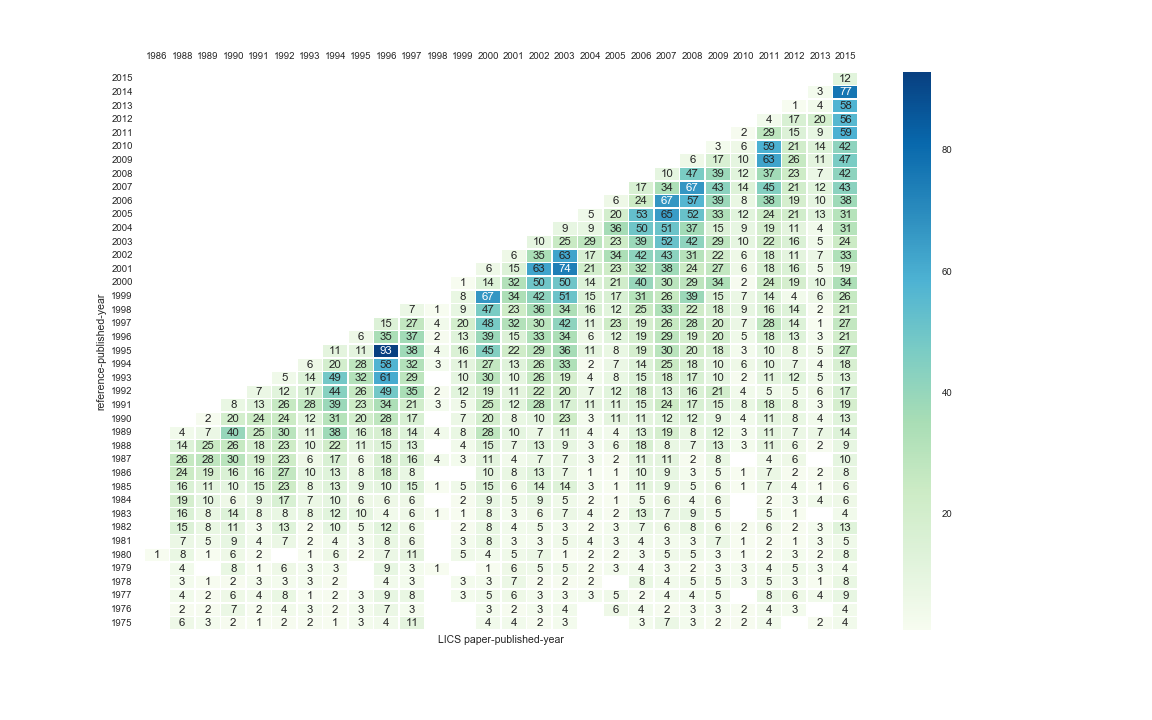 1986 1988 1989 1990 1991 1992 1993 1994 1995 1996 1997 1998 1999 2000 2001 2002 2003 2004 2005 2006 2007 2008 2009 2010 2011 2012 2013 2015
2015 12
2014 3 77
2013 1 4 58
2012 4 17 20 56
2011 2 29 15 9 59
2010 3 6 59 21 14 42
2009 6 17 10 63 26 11 47
2008 10 47 39 12 37 23 7 42
2007 17 34 67 43 14 45 21 12 43
2006 6 24 67 57 39 8 38 19 10 38
2005 5 20 53 65 52 33 12 24 21 13 31
2004 9 9 36 50 51 37 15 9 19 11 4 31
2003 10 25 29 23 39 52 42 29 10 22 16 5 24
2002 6 35 63 17 34 42 43 31 22 6 18 11 7 33
2001 6 15 63 74 21 23 32 38 24 27 6 18 16 5 19
2000 1 14 32 50 50 14 21 40 30 29 34 2 24 19 10 34
1999 8 67 34 42 51 15 17 31 26 39 15 7 14 4 6 26
1998 7 1 9 47 23 36 34 16 12 25 33 22 18 9 16 14 2 21
1997 15 27 4 20 48 32 30 42 11 23 19 26 28 20 7 28 14 1 27
1996 6 35 37 2 13 39 15 33 34 6 12 19 29 19 20 5 18 13 3 21
1995 11 11 93 38 4 16 45 22 29 36 11 8 19 30 20 18 3 10 8 5 27
1994 6 20 28 58 32 3 11 27 13 26 33 2 7 14 25 18 10 6 10 7 4 18
1993 5 14 49 32 61 29 10 30 10 26 19 4 8 15 18 17 10 2 11 12 5 13
1992 7 12 17 44 26 49 35 2 12 19 11 22 20 7 12 18 13 16 21 4 5 5 6 17
1991 8 13 26 28 39 23 34 21 3 5 25 12 28 17 11 11 15 24 17 15 8 18 8 3 19
1990 2 20 24 24 12 31 20 28 17 7 20 8 10 23 3 11 11 12 12 9 4 11 8 4 13
1989 4 7 40 25 30 11 38 16 18 14 4 8 28 10 7 11 4 4 13 19 8 12 3 11 7 7 14
1988 14 25 26 18 23 10 22 11 15 13 4 15 7 13 9 3 6 18 8 7 13 3 11 6 2 9
1987 26 28 30 19 23 6 17 6 18 16 4 3 11 4 7 7 3 2 11 11 2 8 4 6 10
1986 24 19 16 16 27 10 13 8 18 8 10 8 13 7 1 1 10 9 3 5 1 7 2 2 8
1985 16 11 10 15 23 8 13 9 10 15 1 5 15 6 14 14 3 1 11 9 5 6 1 7 4 1 6
1984 19 10 6 9 17 7 10 6 6 6 2 9 5 9 5 2 1 5 6 4 6 2 3 4 6
1983 16 8 14 8 8 8 12 10 4 6 1 1 8 3 6 7 4 2 13 7 9 5 5 1 4
1982 15 8 11 3 13 2 10 5 12 6 2 8 4 5 3 2 3 7 6 8 6 2 6 2 3 13
1981 7 5 9 4 7 2 4 3 8 6 3 8 3 3 5 4 3 4 3 3 9 1 2 1 3 5
1980 1 8 1 6 2 1 6 2 7 11 5 4 5 7 1 2 2 3 5 5 3 1 2 3 2 8
1979 4 8 1 6 3 3 9 3 1 1 6 5 5 2 3 4 3 2 3 3 4 5 3 4
1978 3 1 2 3 3 3 2 4 3 3 3 7 2 2 2 8 4 5 5 3 5 3 1 8
1977 4 2 6 4 8 1 2 3 9 8 3 5 6 3 3 3 5 2 4 4 5 8 6 4 9
1976 2 2 7 2 4 3 2 3 7 3 3 2 3 4 6 4 2 3 3 2 4 3 4
1975 6 3 2 1 2 2 1 3 4 11 4 4 2 3 3 7 3 2 2 4 2 4
reference-published-year
LICS paper-published-year
80
60
40
20